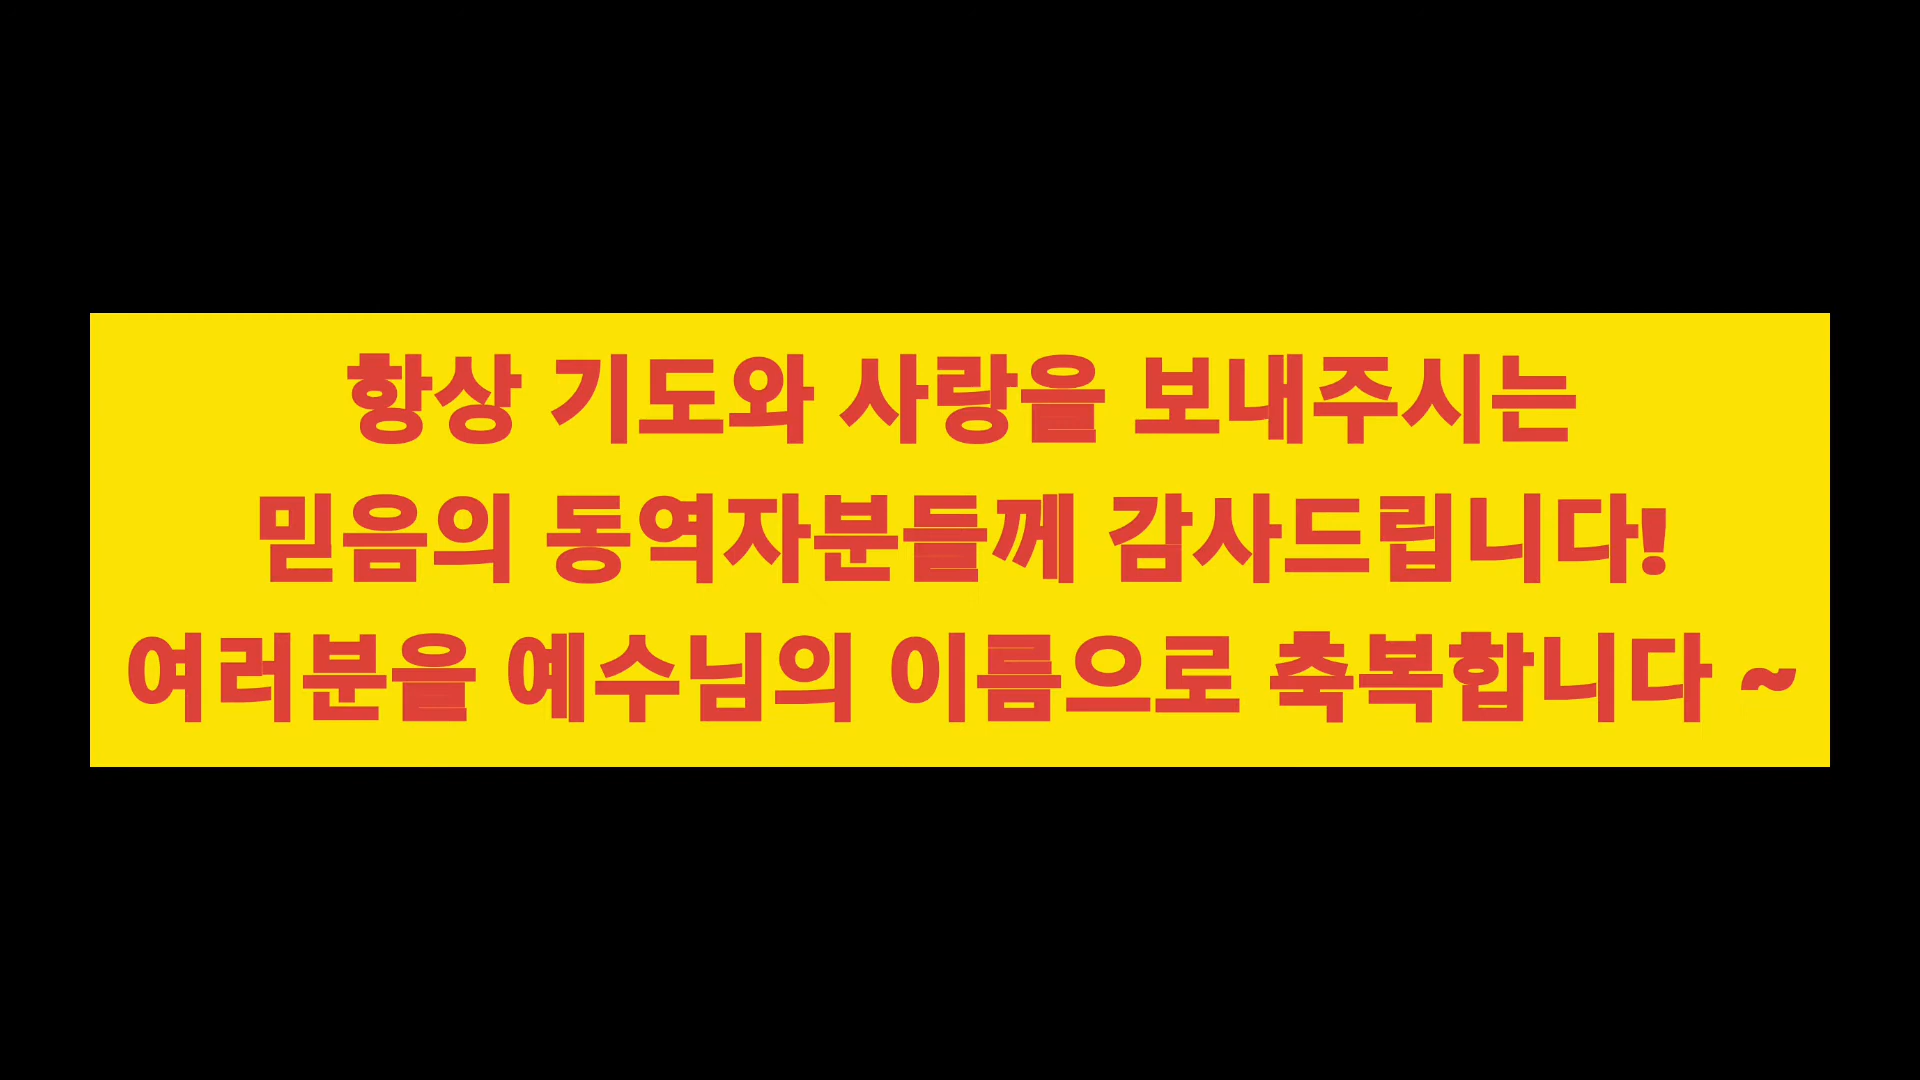 항상 기도와 사랑을 보내주시는
믿음의 동역자분들께 감사드립니다!
여러분을 예수님의 이름으로 축복합니다 ~